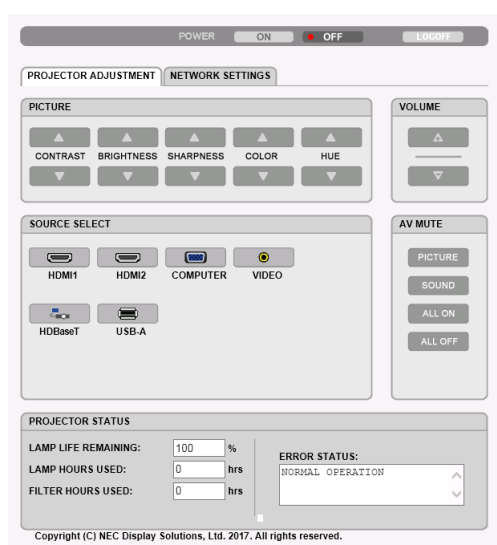 POWER ON OFF LOGOFF
PROJECTOR ADJUSTMENT NETWORK SETTINGS
PICTURE
CONTRAST BRIGHTNESS SHARPNESS COLOR HUE
VOLUME
SOURCE SELECT
HDMI1 HDMI2 COMPUTER VIDEO
HDBaseT USB-A
AV MUTE
PICTURE
SOUND
ALL ON
ALL OFF
PROJECTOR STATUS
LAMP LIFE REMAINING: 100 %
LAMP HOURS USED: 0 hrs
FILTER HOURS USED: 0 hrs
ERROR STATUS:
NORMAL OPERATION
Copyright (C) NEC Display Solutions, Ltd. 2017. All rights reserved.